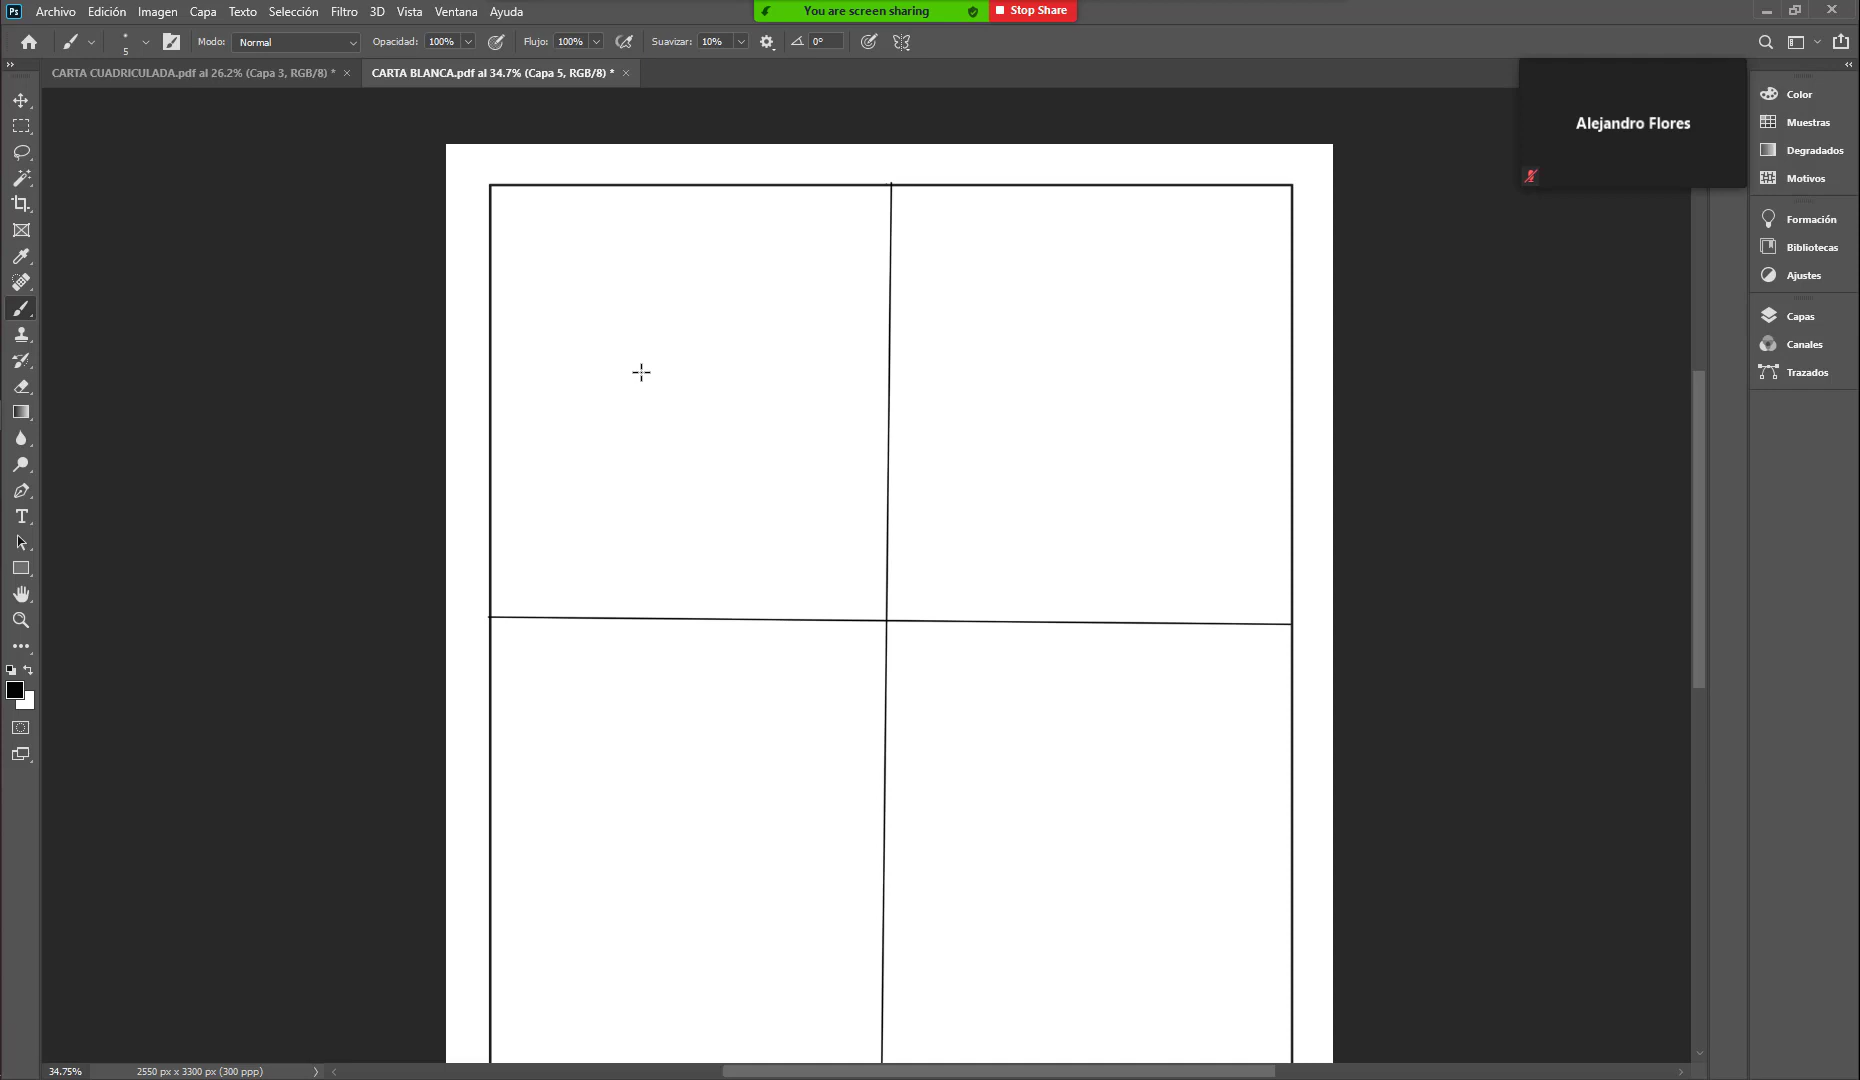 Ps Archivo Edición Imagen Capa Texto Selección Filtro 3D Vista Ventana Ayuda
You are screen sharing Stop Share
5 Modo: Normal Opacidad: 100% Flujo: 100% Suavizar: 10% 0°
CARTA CUADRICULADA.pdf al 26.2% (Capa 3, RGB/8) * × CARTA BLANCA.pdf al 34.7% (Capa 5, RGB/8) * ×
Alejandro Flores
Color
Muestras
Degradados
Motivos
Formación
Bibliotecas
Ajustes
Capas
Canales
Trazados
34.75% 2550 px x 3300 px (300 ppp)